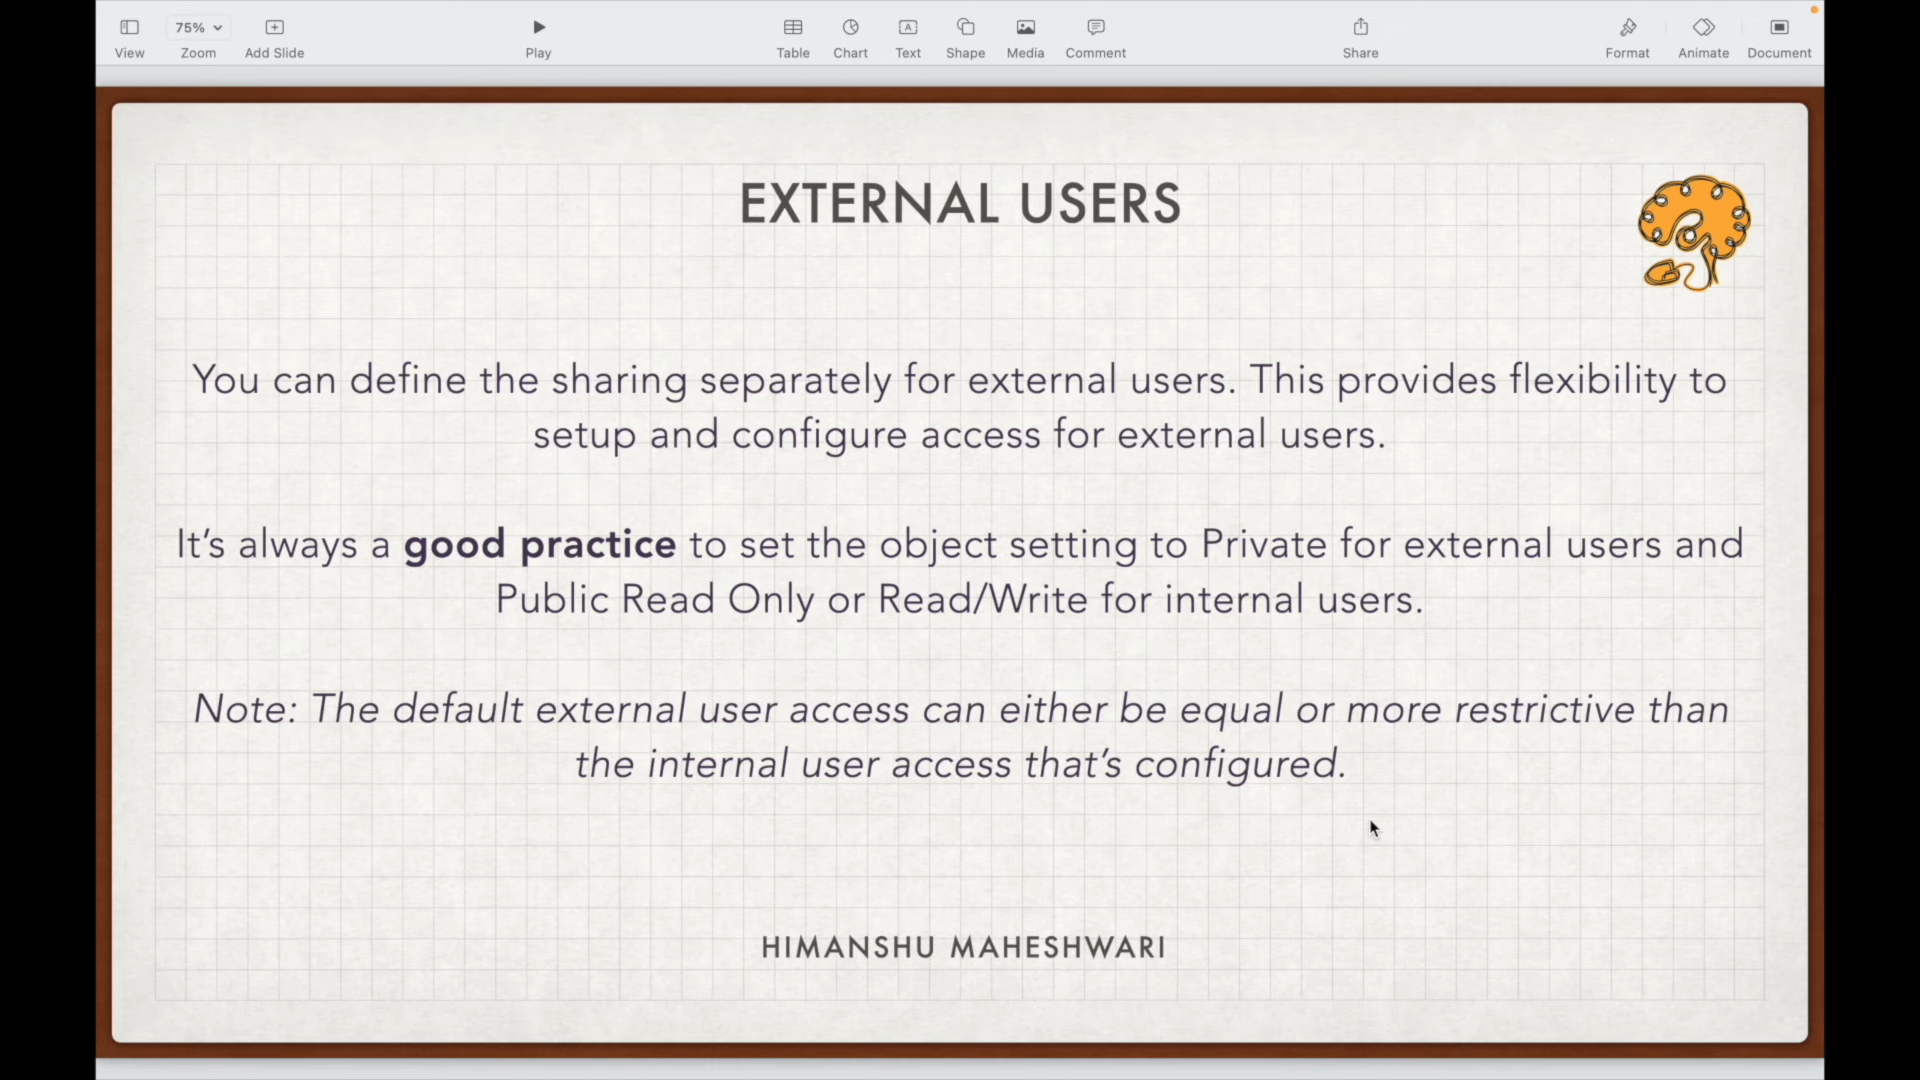 75%
View Zoom Add Slide Play Table Chart Text Shape Media Comment Share Format Animate Document
EXTERNAL USERS
You can define the sharing separately for external users. This provides flexibility to
setup and configure access for external users.
It’s always a good practice to set the object setting to Private for external users and
Public Read Only or Read/Write for internal users.
Note: The default external user access can either be equal or more restrictive than
the internal user access that’s configured.
HIMANSHU MAHESHWARI